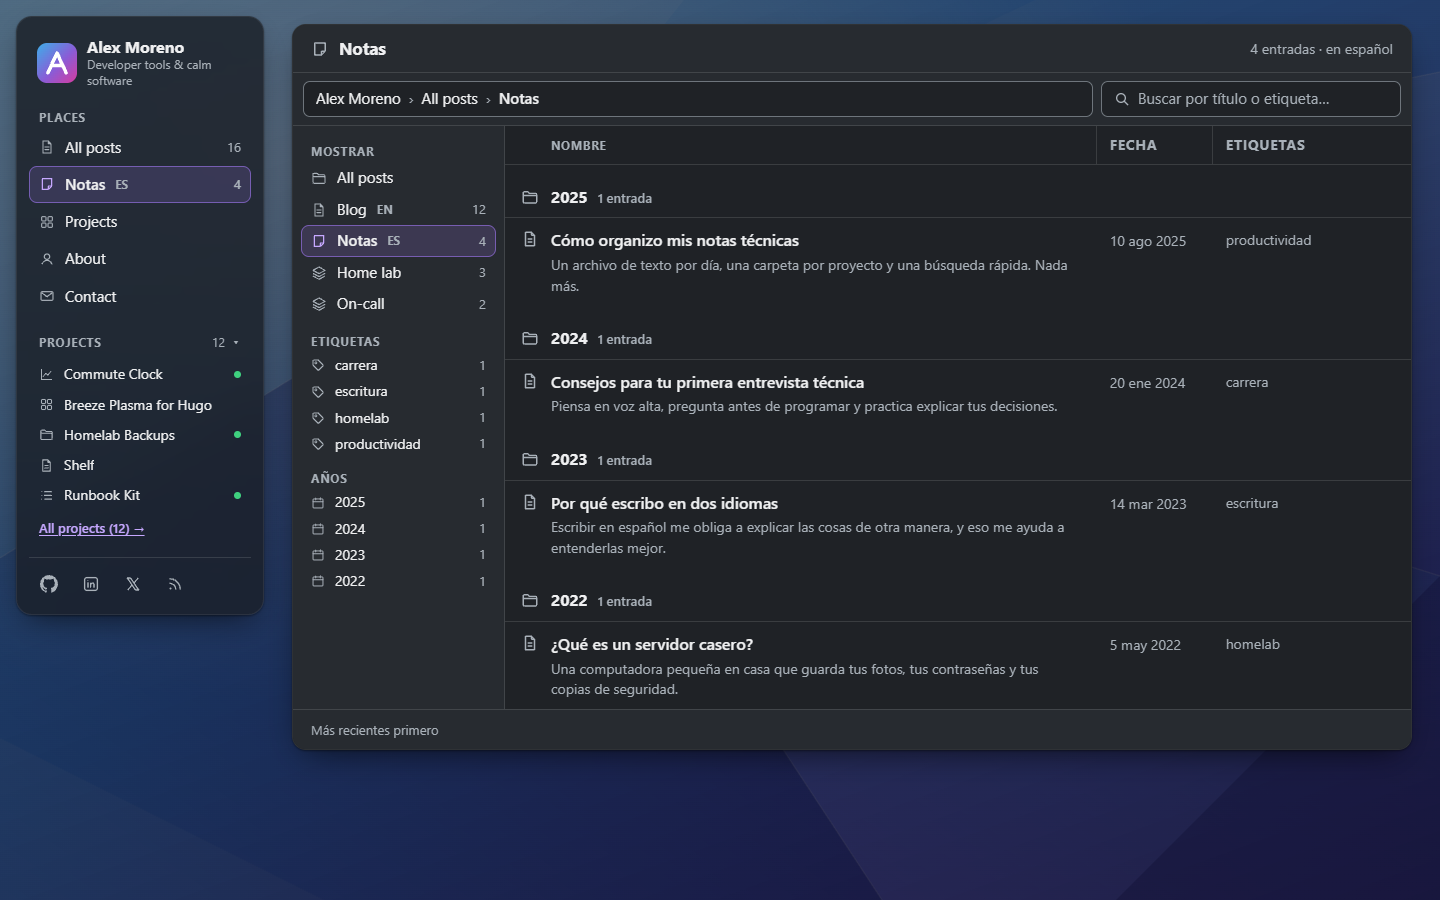 A
Alex Moreno
Developer tools & calm
software
PLACES
All posts 16
Notas ES 4
Projects
About
Contact
PROJECTS 12
Commute Clock
Breeze Plasma for Hugo
Homelab Backups
Shelf
Runbook Kit
All projects (12) →
Notas
4 entradas · en español
Alex Moreno › All posts › Notas
Buscar por título o etiqueta...
MOSTRAR
All posts
Blog EN 12
Notas ES 4
Home lab 3
On-call 2
ETIQUETAS
carrera 1
escritura 1
homelab 1
productividad 1
AÑOS
2025 1
2024 1
2023 1
2022 1
NOMBRE FECHA ETIQUETAS
2025 1 entrada
Cómo organizo mis notas técnicas 10 ago 2025 productividad
Un archivo de texto por día, una carpeta por proyecto y una búsqueda rápida. Nada
más.
2024 1 entrada
Consejos para tu primera entrevista técnica 20 ene 2024 carrera
Piensa en voz alta, pregunta antes de programar y practica explicar tus decisiones.
2023 1 entrada
Por qué escribo en dos idiomas 14 mar 2023 escritura
Escribir en español me obliga a explicar las cosas de otra manera, y eso me ayuda a
entenderlas mejor.
2022 1 entrada
¿Qué es un servidor casero? 5 may 2022 homelab
Una computadora pequeña en casa que guarda tus fotos, tus contraseñas y tus
copias de seguridad.
Más recientes primero